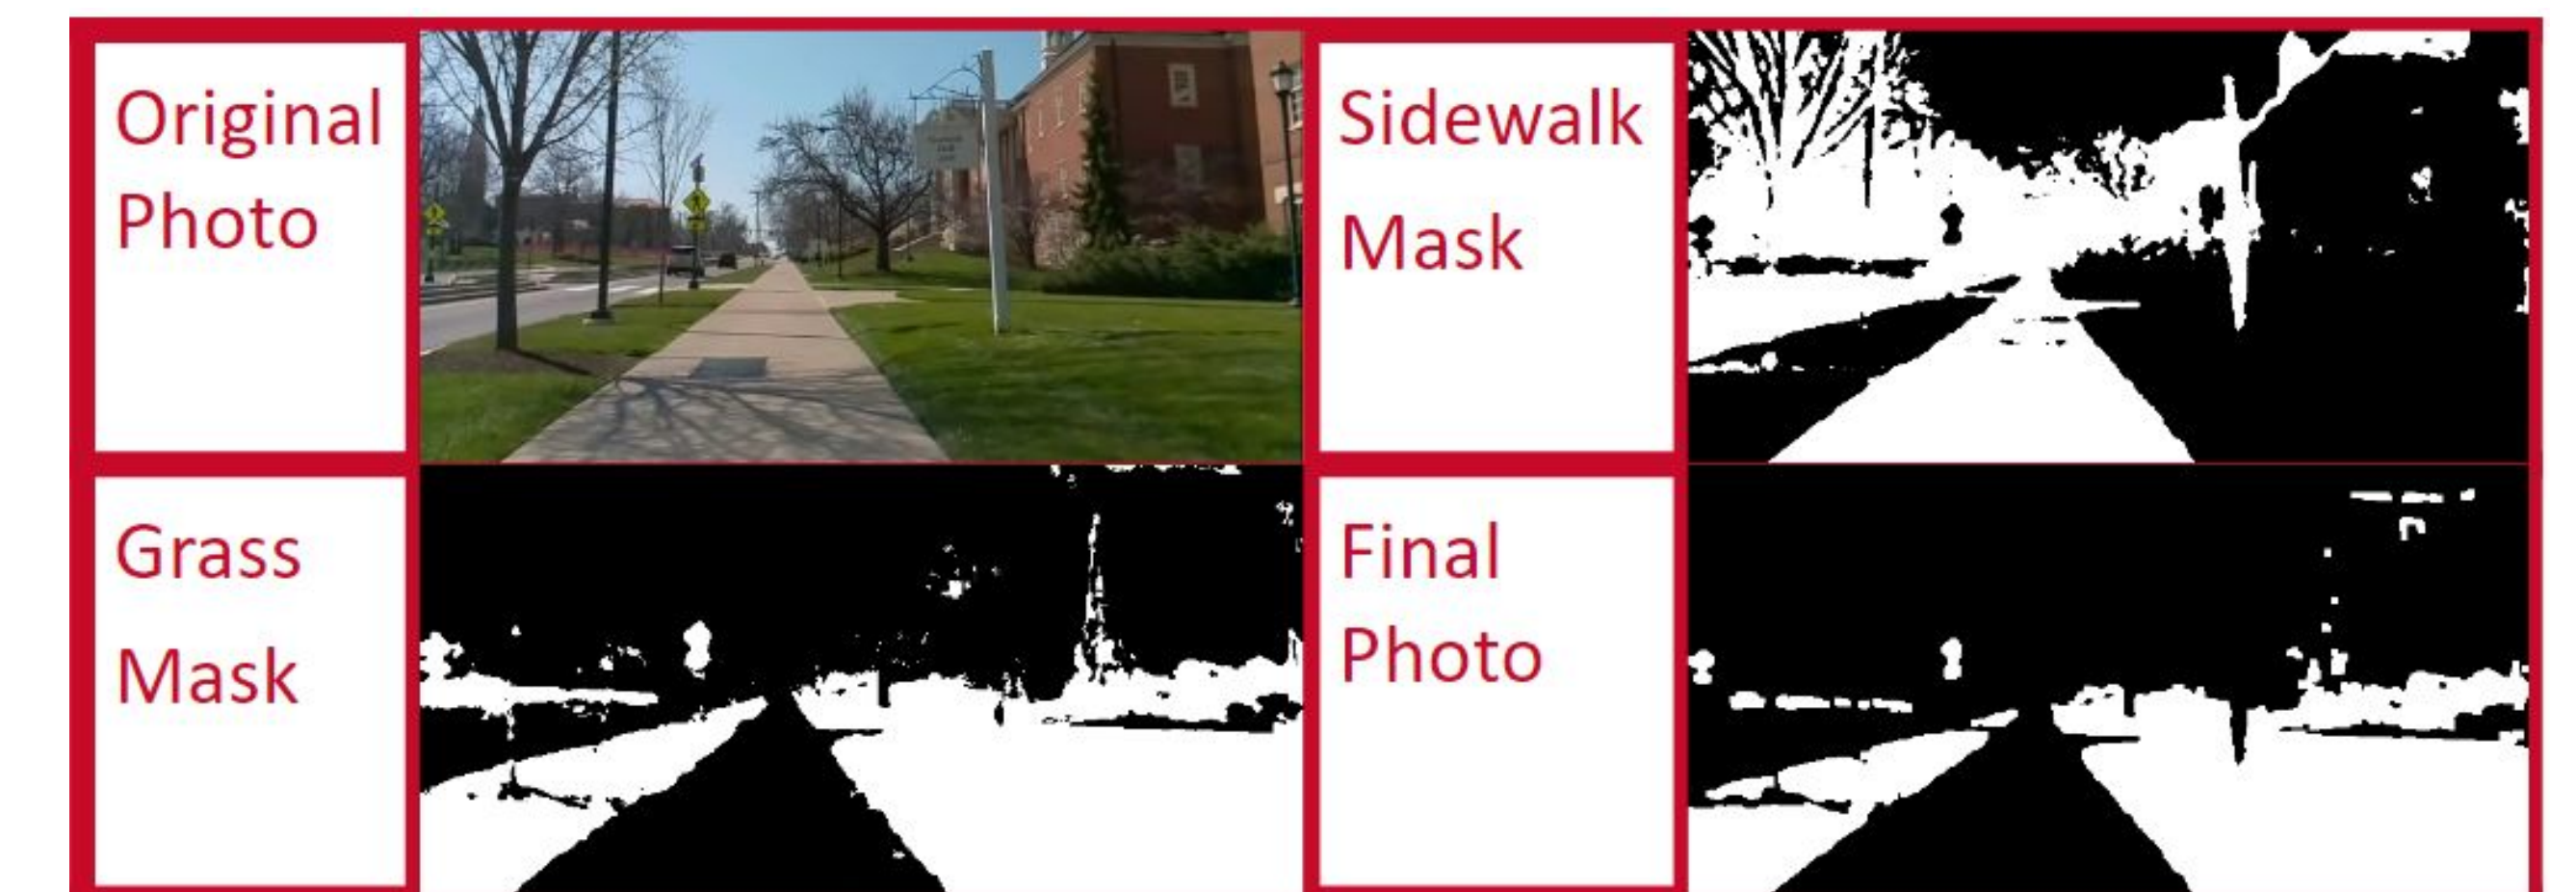 Original
Photo
Sidewalk
Mask
Grass
Mask
Final
Photo